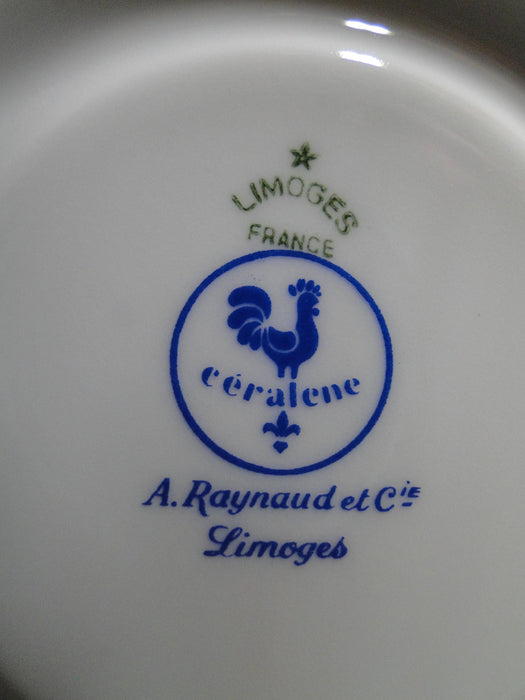 LIMOGES
FRANCE
céralene
A. Raynaud et Cie
Limoges